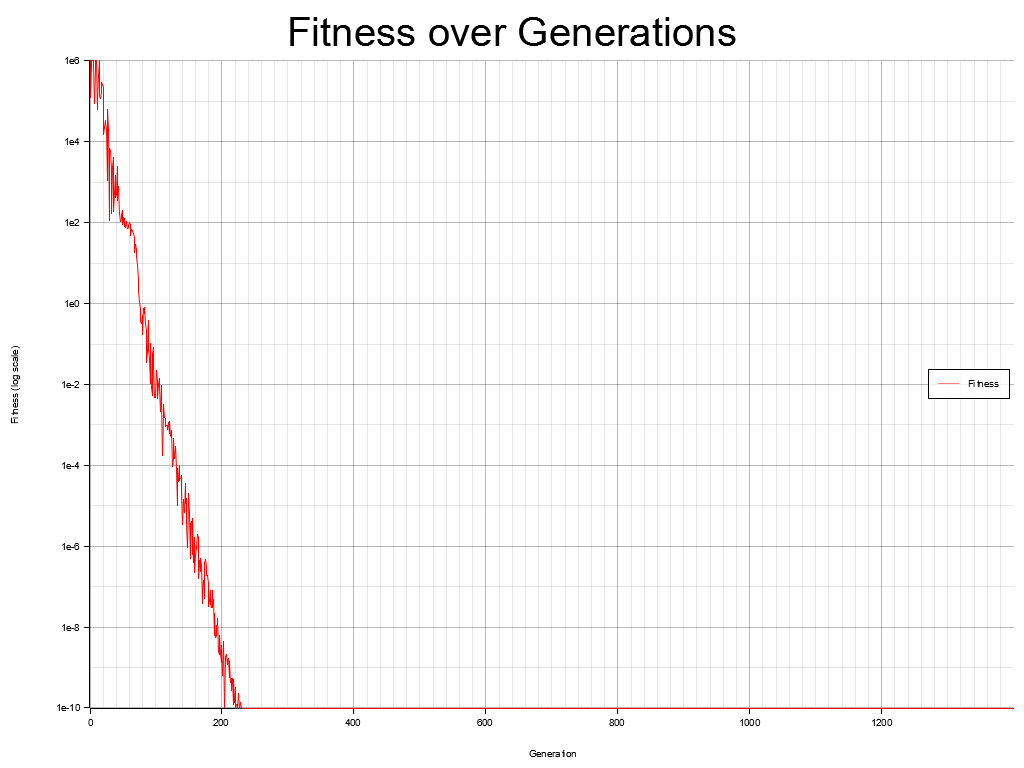 Fitness over Generations
1e6
1e4
1e2
1e0
1e-2
1e-4
1e-6
1e-8
1e-10
Fitness (log scale)
Fitness
0 200 400 600 800 1000 1200
Generation